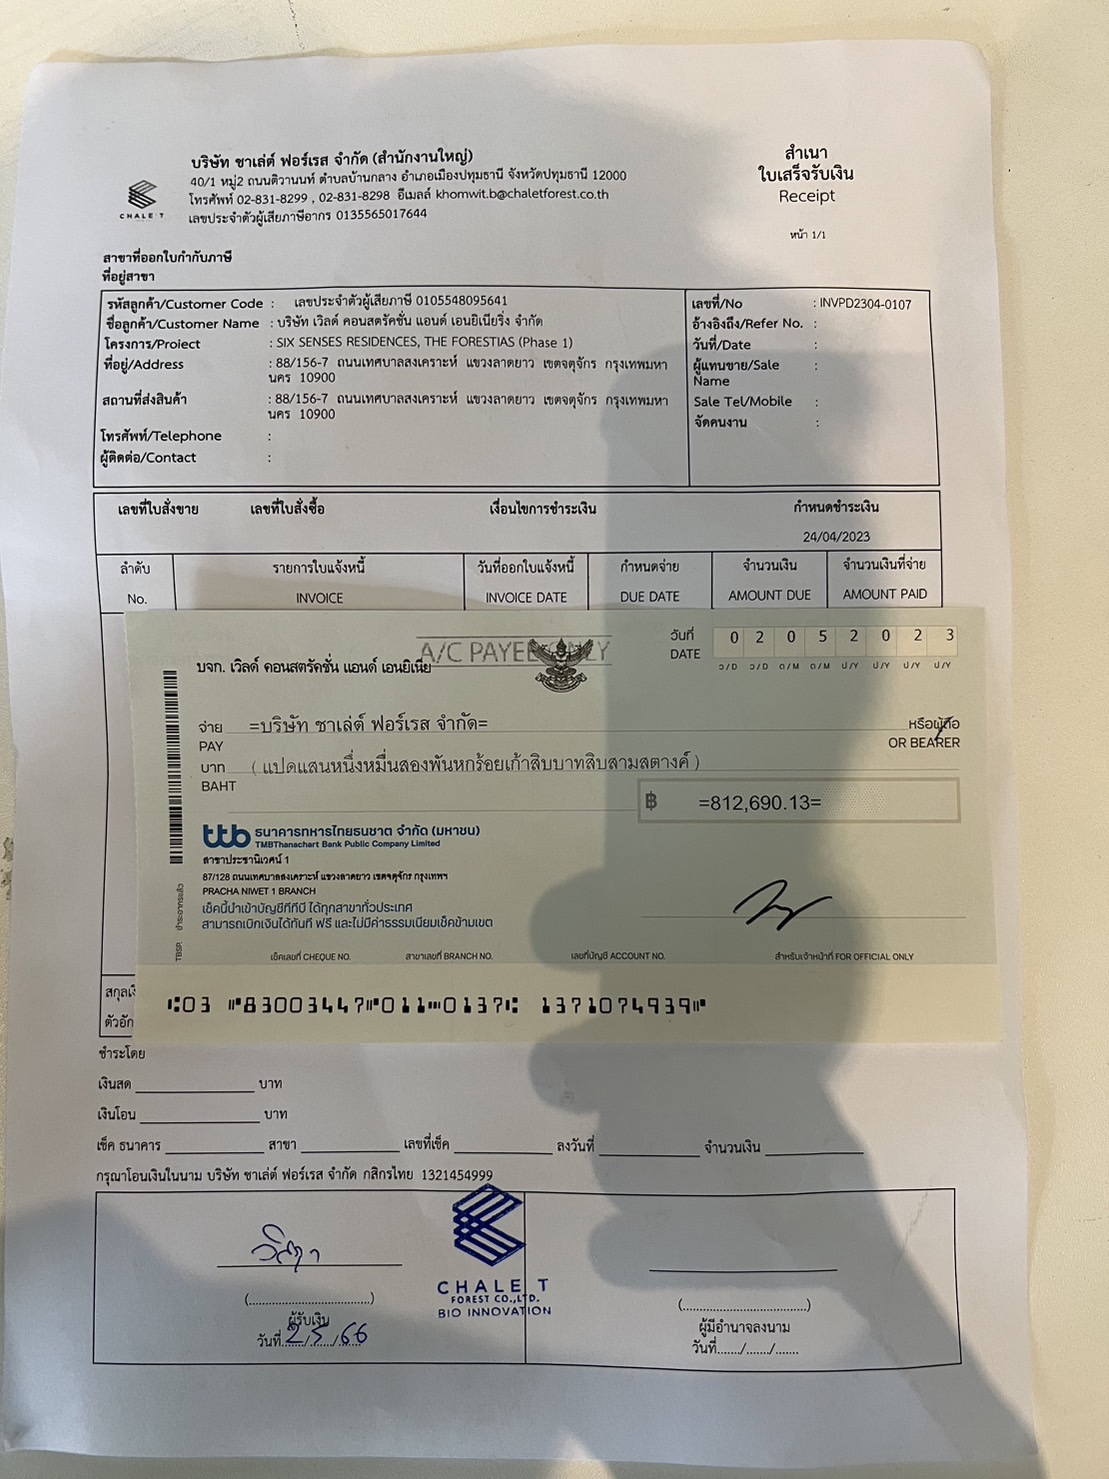 บริษัท ชาเล่ต์ ฟอร์เรส จำกัด (สำนักงานใหญ่)
40/1 หมู่2 ถนนติวานนท์ ตำบลบ้านกลาง อำเภอเมืองปทุมธานี จังหวัดปทุมธานี 12000
โทรศัพท์ 02-831-8299 , 02-831-8298 อีเมลล์ khomwit.b@chaletforest.co.th
เลขประจำตัวผู้เสียภาษีอากร 0135565017644
CHALET
สำเนา
ใบเสร็จรับเงิน
Receipt
หน้า 1/1
สาขาที่ออกใบกำกับภาษี
ที่อยู่สาขา
รหัสลูกค้า/Customer Code : เลขประจำตัวผู้เสียภาษี 0105548095641
ชื่อลูกค้า/Customer Name : บริษัท เวิลด์ คอนสตรัคชั่น แอนด์ เอนยิเนียริ่ง จำกัด
โครงการ/Project : SIX SENSES RESIDENCES, THE FORESTIAS (Phase 1)
ที่อยู่/Address : 88/156-7 ถนนเทศบาลสงเคราะห์ แขวงลาดยาว เขตจตุจักร กรุงเทพมหา
นคร 10900
สถานที่ส่งสินค้า : 88/156-7 ถนนเทศบาลสงเคราะห์ แขวงลาดยาว เขตจตุจักร กรุงเทพมหา
นคร 10900
โทรศัพท์/Telephone :
ผู้ติดต่อ/Contact :
เลขที่/No : INVPD2304-0107
อ้างอิงถึง/Refer No. :
วันที่/Date :
ผู้แทนขาย/Sale :
Name
Sale Tel/Mobile :
จัดคนงาน :
เลขที่ใบสั่งขาย เลขที่ใบสั่งซื้อ เงื่อนไขการชำระเงิน กำหนดชำระเงิน
24/04/2023
ลำดับ รายการใบแจ้งหนี้ วันที่ออกใบแจ้งหนี้ กำหนดจ่าย จำนวนเงิน จำนวนเงินที่จ่าย
No. INVOICE INVOICE DATE DUE DATE AMOUNT DUE AMOUNT PAID
A/C PAYEE ONLY
วันที่ 0 2 0 5 2 0 2 3
DATE ว/D ว/D ด/M ด/M ป/Y ป/Y ป/Y ป/Y
บจก. เวิลด์ คอนสตรัคชั่น แอนด์ เอนยิเนีย
จ่าย =บริษัท ชาเล่ต์ ฟอร์เรส จำกัด= หรือผู้ถือ
PAY OR BEARER
บาท ( แปดแสนหนึ่งหมื่นสองพันหกร้อยเก้าสิบบาทสิบสามสตางค์ )
BAHT
฿ =812,690.13=
ttb ธนาคารทหารไทยธนชาต จำกัด (มหาชน)
TMBThanachart Bank Public Company Limited
สาขาประชานิเวศน์ 1
87/128 ถนนเทศบาลสงเคราะห์ แขวงลาดยาว เขตจตุจักร กรุงเทพฯ
PRACHA NIWET 1 BRANCH
เช็คนี้นำเข้าบัญชีทีทีบี ได้ทุกสาขาทั่วประเทศ
สามารถเบิกเงินได้ทันที ฟรี และไม่มีค่าธรรมเนียมเช็คข้ามเขต
TBSP. ชำระอากรแล้ว
เช็คเลขที่ CHEQUE NO. สาขาเลขที่ BRANCH NO. เลขที่บัญชี ACCOUNT NO. สำหรับเจ้าหน้าที่ FOR OFFICIAL ONLY
03 83003447 011 0137 1371074939
สกุลเงิ
ตัวอัก
ชำระโดย
เงินสด บาท
เงินโอน บาท
เช็ค ธนาคาร สาขา เลขที่เช็ค ลงวันที่ จำนวนเงิน
กรุณาโอนเงินในนาม บริษัท ชาเล่ต์ ฟอร์เรส จำกัด กสิกรไทย 1321454999
CHALET
FOREST CO.,LTD.
BIO INNOVATION
(..............................)
ผู้รับเงิน
วันที่ 2/5/66
(..............................)
ผู้มีอำนาจลงนาม
วันที่....../......./.......